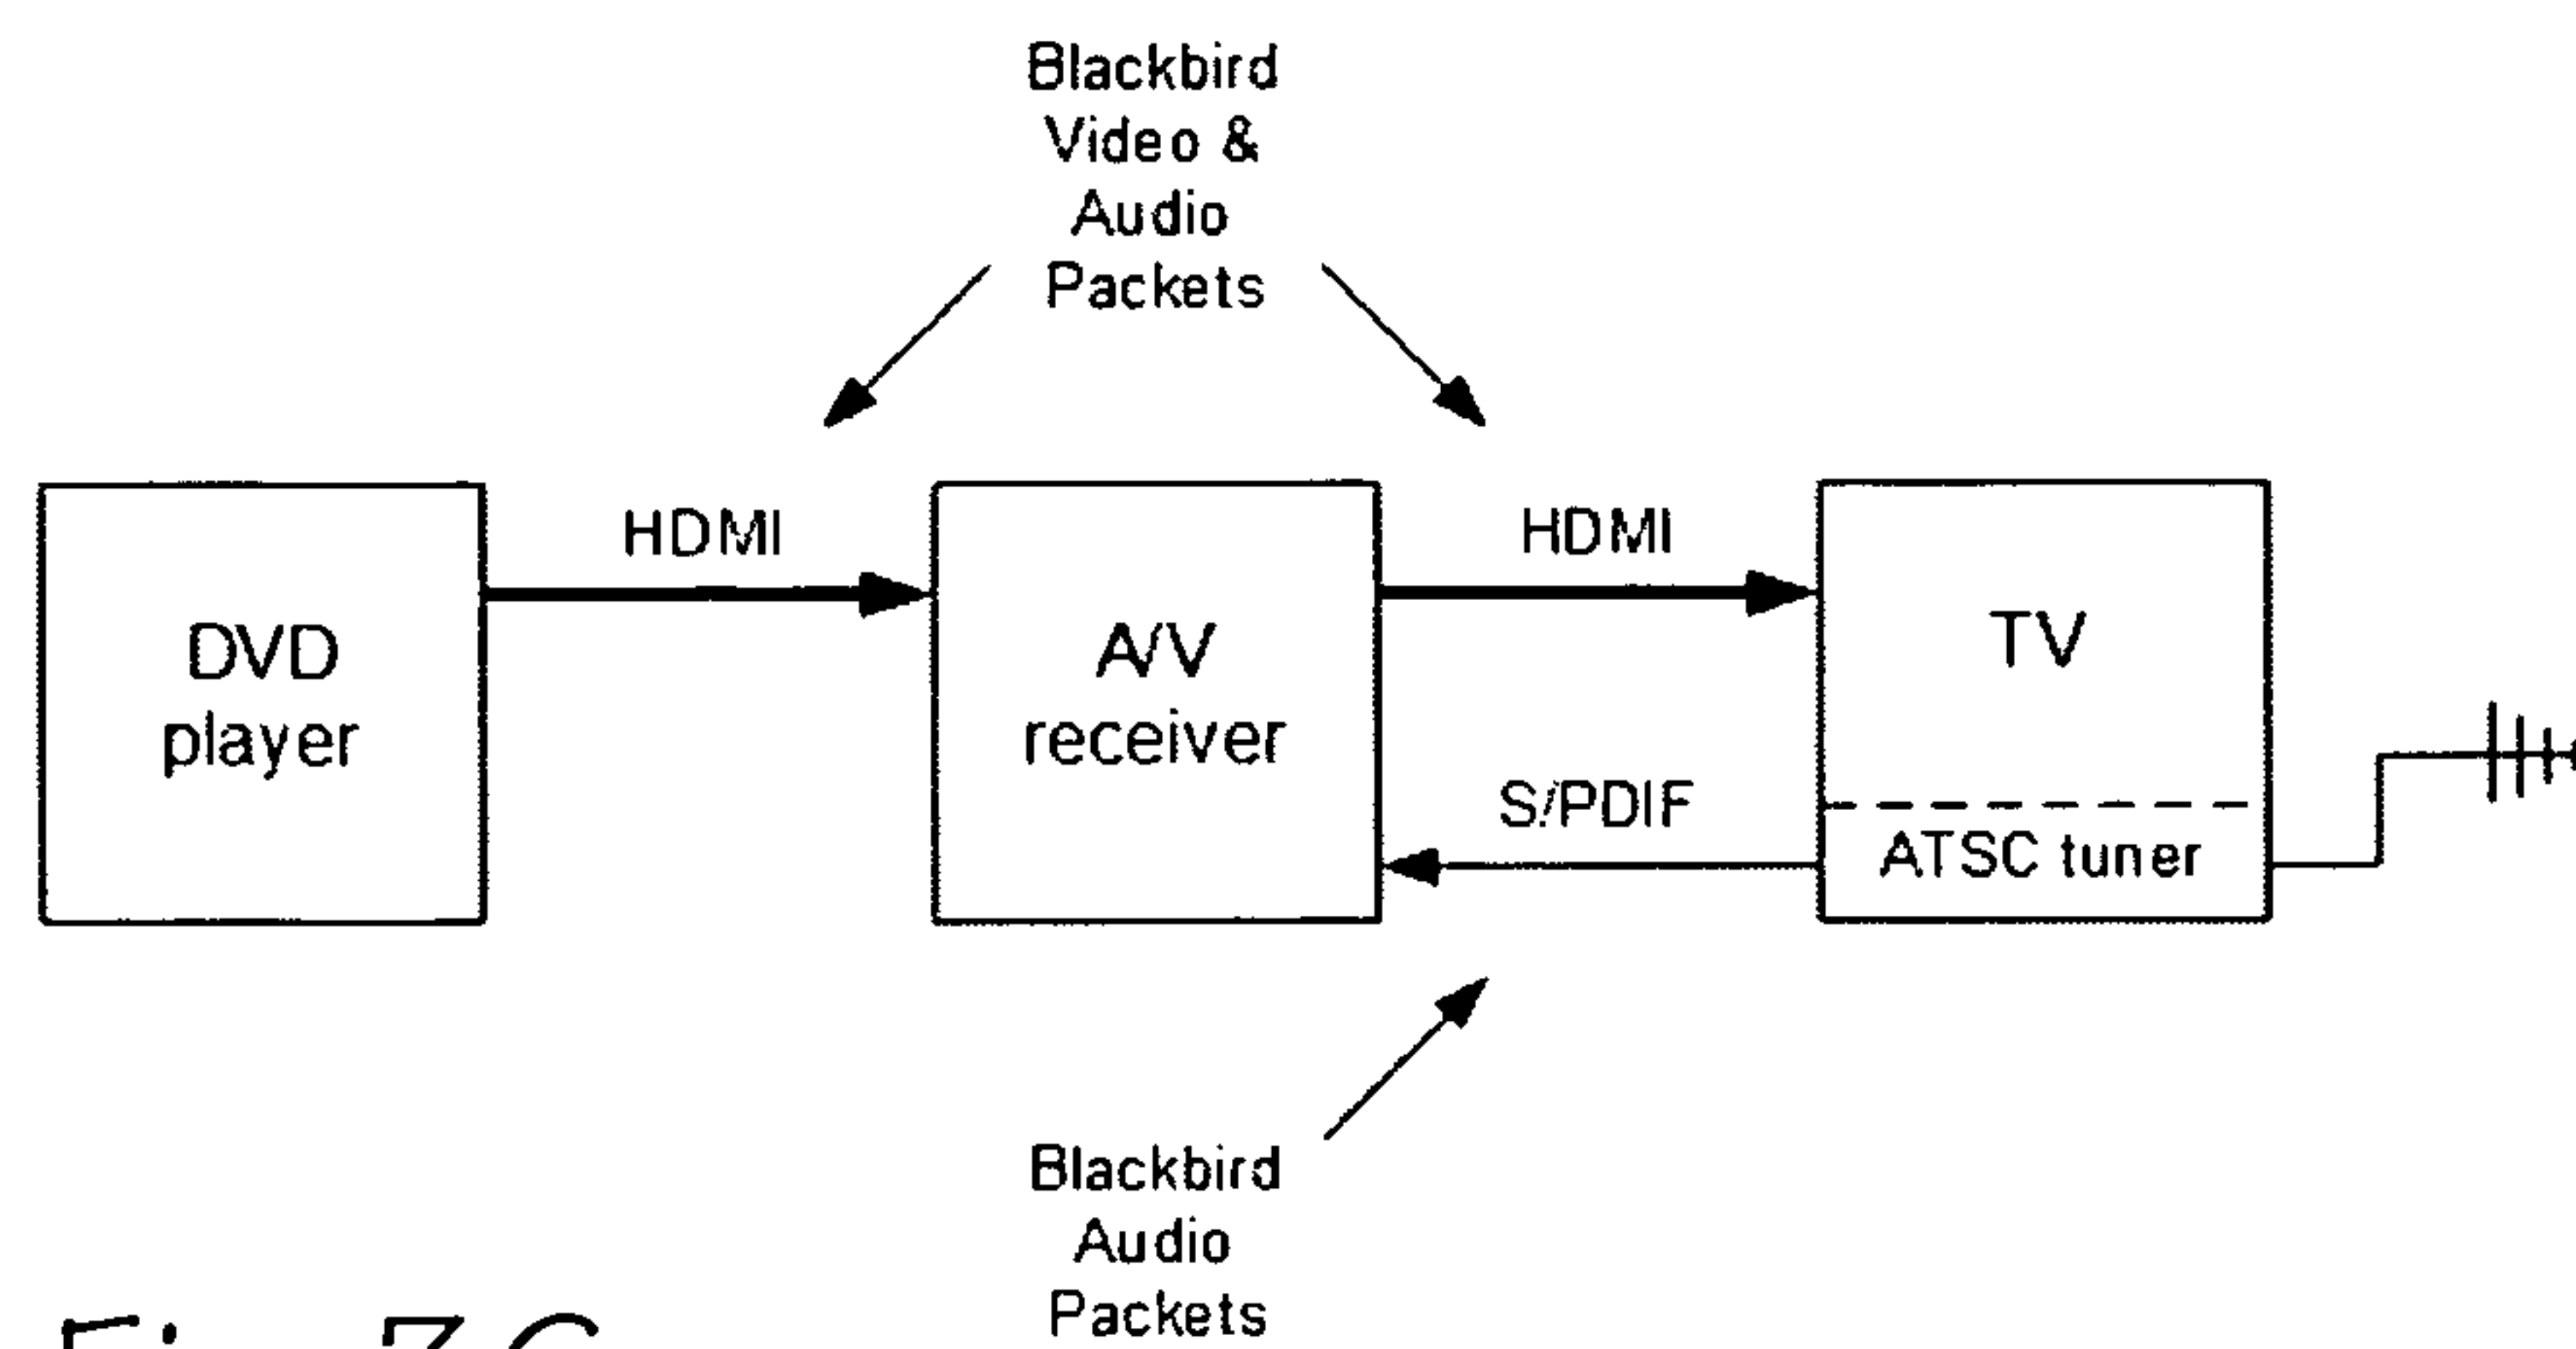 Blackbird
Video &
Audio
Packets
HDMI
HDMI
DVD
player
A/V
receiver
TV
S/PDIF
ATSC tuner
Blackbird
Audio
Packets